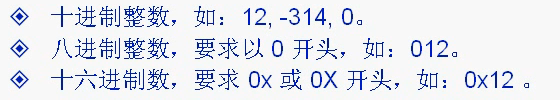 十进制整数，如：12, -314, 0。
八进制整数，要求以 0 开头，如：012。
十六进制数，要求 0x 或 0X 开头，如：0x12 。